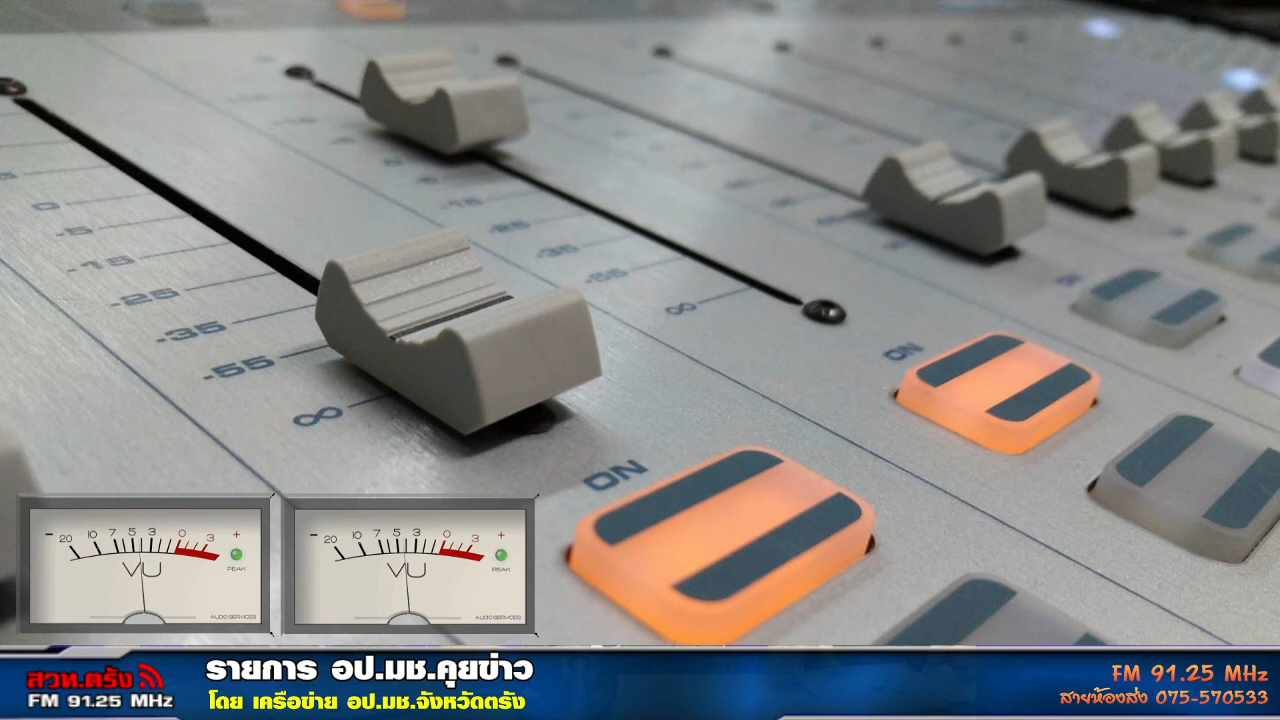 0
-5
-15
-25
-35
-55
∞
-15
-25
-35
-55
∞
ON
ON
- 20 10 7 5 3 0 3 +
VU
PEAK
AUDIO SERVICES
- 20 10 7 5 3 0 3 +
VU
PEAK
AUDIO SERVICES
สวท.ตรัง
FM 91.25 MHz
รายการ อป.มช.คุยข่าว
โดย เครือข่าย อป.มช.จังหวัดตรัง
FM 91.25 MHz
สายห้องส่ง 075-570533